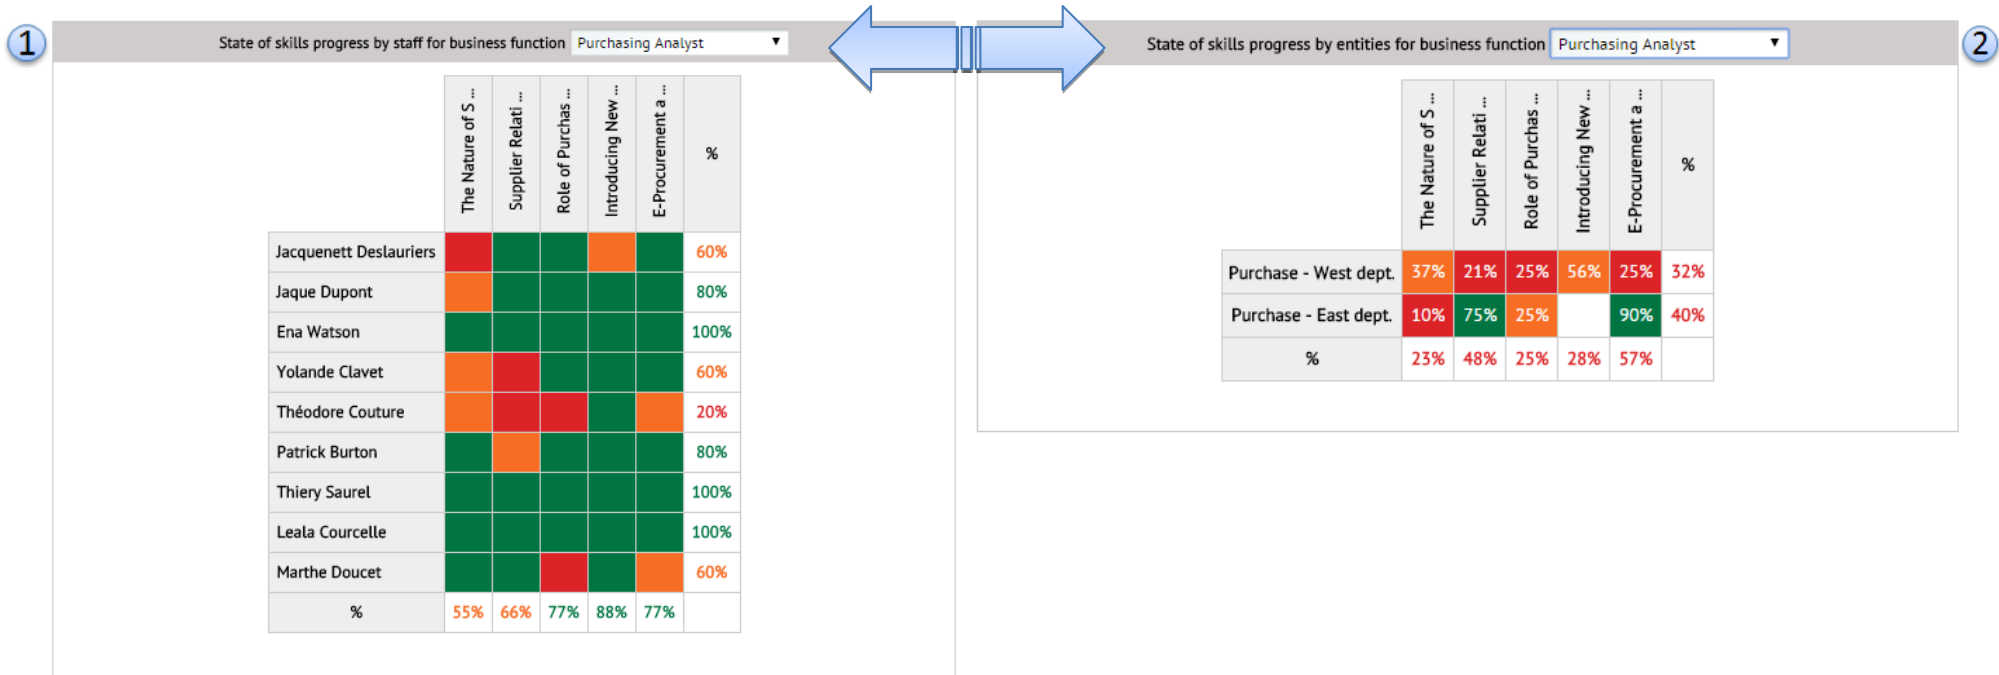 1
State of skills progress by staff for business function Purchasing Analyst
The Nature of S ...
Supplier Relati ...
Role of Purchas ...
Introducing New ...
E-Procurement a ...
%
Jacquenett Deslauriers 60%
Jaque Dupont 80%
Ena Watson 100%
Yolande Clavet 60%
Théodore Couture 20%
Patrick Burton 80%
Thiery Saurel 100%
Leala Courcelle 100%
Marthe Doucet 60%
% 55% 66% 77% 88% 77%
State of skills progress by entities for business function Purchasing Analyst
2
The Nature of S ...
Supplier Relati ...
Role of Purchas ...
Introducing New ...
E-Procurement a ...
%
Purchase - West dept. 37% 21% 25% 56% 25% 32%
Purchase - East dept. 10% 75% 25% 90% 40%
% 23% 48% 25% 28% 57%